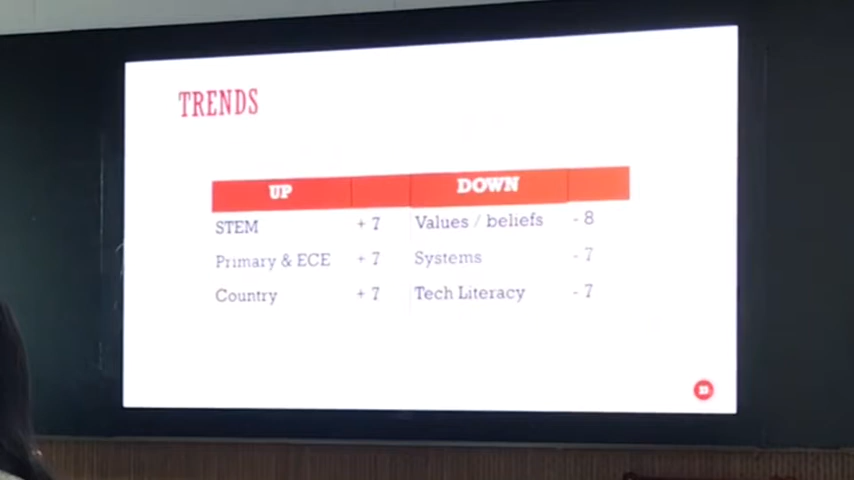 TRENDS
UP DOWN
STEM + 7 Values / beliefs - 8
Primary & ECE + 7 Systems - 7
Country + 7 Tech Literacy - 7